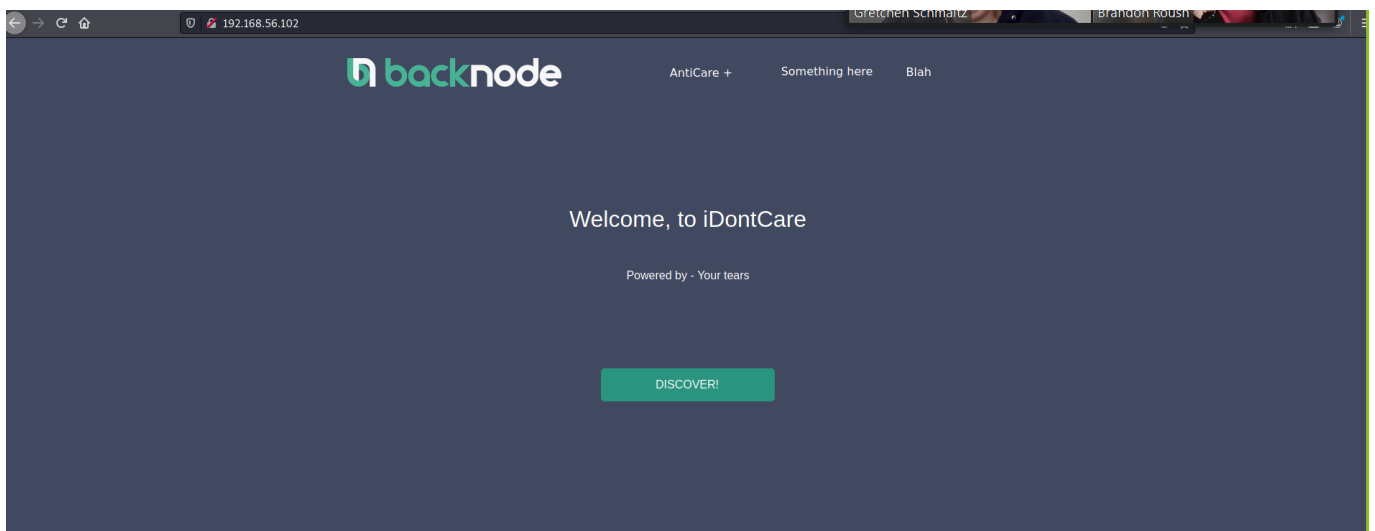 Gretchen Schmaltz
Brandon Roush
192.168.56.102
backnode
AntiCare +
Something here
Blah
Welcome, to iDontCare
Powered by - Your tears
DISCOVER!